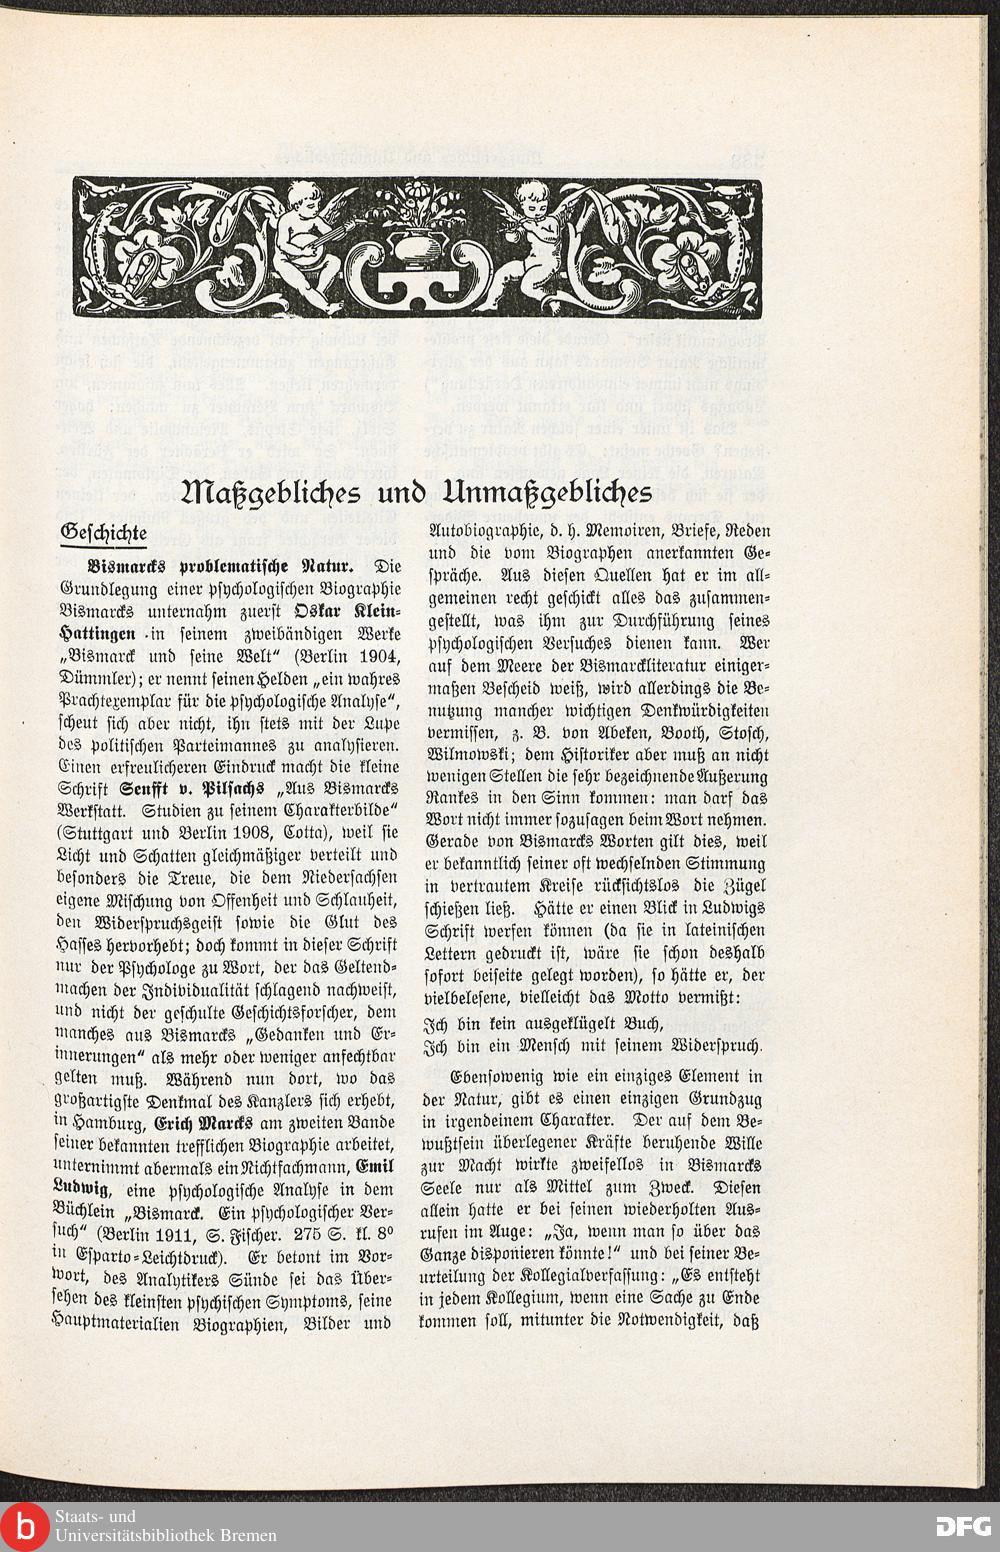 Maßgebliches und Unmaßgebliches
Geschichte
Bismarcks problematische Natur. Die
Grundlegung einer psychologischen Biographie
Bismarcks unternahm zuerst Oskar Klein-
Hattingen in seinem zweibändigen Werke
„Bismarck und seine Welt“ (Berlin 1904,
Dümmler); er nennt seinen Helden „ein wahres
Prachtexemplar für die psychologische Analyse“,
scheut sich aber nicht, ihn stets mit der Lupe
des politischen Parteimannes zu analysieren.
Einen erfreulicheren Eindruck macht die kleine
Schrift Senfft v. Pilsachs „Aus Bismarcks
Werkstatt. Studien zu seinem Charakterbilde“
(Stuttgart und Berlin 1908, Cotta), weil sie
Licht und Schatten gleichmäßiger verteilt und
besonders die Treue, die dem Niedersachsen
eigene Mischung von Offenheit und Schlauheit,
den Widerspruchsgeist sowie die Glut des
Hasses hervorhebt; doch kommt in dieser Schrift
nur der Psychologe zu Wort, der das Geltend-
machen der Individualität schlagend nachweist,
und nicht der geschulte Geschichtsforscher, dem
manches aus Bismarcks „Gedanken und Er-
innerungen“ als mehr oder weniger anfechtbar
gelten muß. Während nun dort, wo das
großartigste Denkmal des Kanzlers sich erhebt,
in Hamburg, Erich Marcks am zweiten Bande
seiner bekannten trefflichen Biographie arbeitet,
unternimmt abermals ein Nichtfachmann, Emil
Ludwig, eine psychologische Analyse in dem
Büchlein „Bismarck. Ein psychologischer Ver-
such“ (Berlin 1911, S. Fischer. 275 S. kl. 8°
in Esparto-Leichtdruck). Er betont im Vor-
wort, des Analytikers Sünde sei das Über-
sehen des kleinsten psychischen Symptoms, seine
Hauptmaterialien Biographien, Bilder und
Autobiographie, d. h. Memoiren, Briefe, Reden
und die vom Biographen anerkannten Ge-
spräche. Aus diesen Quellen hat er im all-
gemeinen recht geschickt alles das zusammen-
gestellt, was ihm zur Durchführung seines
psychologischen Versuches dienen kann. Wer
auf dem Meere der Bismarckliteratur einiger-
maßen Bescheid weiß, wird allerdings die Be-
nutzung mancher wichtigen Denkwürdigkeiten
vermissen, z. B. von Abeken, Booth, Stosch,
Wilmowski; dem Historiker aber muß an nicht
wenigen Stellen die sehr bezeichnende Äußerung
Rankes in den Sinn kommen: man darf das
Wort nicht immer sozusagen beim Wort nehmen.
Gerade von Bismarcks Worten gilt dies, weil
er bekanntlich seiner oft wechselnden Stimmung
in vertrautem Kreise rücksichtslos die Zügel
schießen ließ. Hätte er einen Blick in Ludwigs
Schrift werfen können (da sie in lateinischen
Lettern gedruckt ist, wäre sie schon deshalb
sofort beiseite gelegt worden), so hätte er, der
vielbelesene, vielleicht das Motto vermißt:
Ich bin kein ausgeklügelt Buch,
Ich bin ein Mensch mit seinem Widerspruch.
Ebensowenig wie ein einziges Element in
der Natur, gibt es einen einzigen Grundzug
in irgendeinem Charakter. Der auf dem Be-
wußtsein überlegener Kräfte beruhende Wille
zur Macht wirkte zweifellos in Bismarcks
Seele nur als Mittel zum Zweck. Diesen
allein hatte er bei seinen wiederholten Aus-
rufen im Auge: „Ja, wenn man so über das
Ganze disponieren könnte!“ und bei seiner Be-
urteilung der Kollegialverfassung: „Es entsteht
in jedem Kollegium, wenn eine Sache zu Ende
kommen soll, mitunter die Notwendigkeit, daß
b Staats- und
Universitätsbibliothek Bremen
DFG